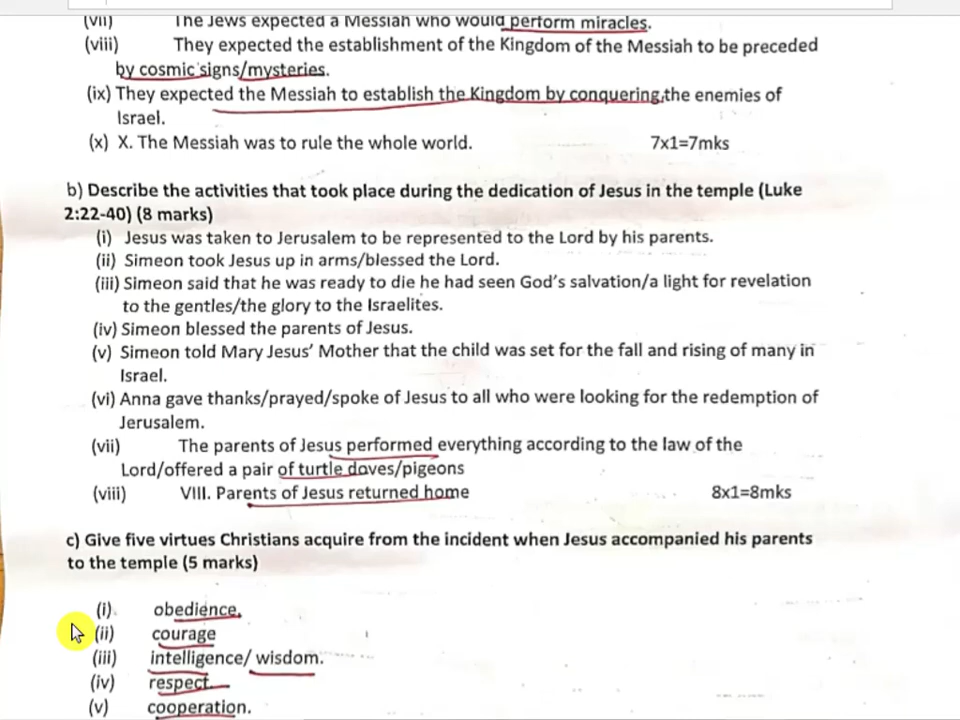 (vii) The Jews expected a Messiah who would perform miracles.
(viii) They expected the establishment of the Kingdom of the Messiah to be preceded
by cosmic signs/mysteries.
(ix) They expected the Messiah to establish the Kingdom by conquering,the enemies of
Israel.
(x) X. The Messiah was to rule the whole world. 7x1=7mks
b) Describe the activities that took place during the dedication of Jesus in the temple (Luke
2:22-40) (8 marks)
(i) Jesus was taken to Jerusalem to be represented to the Lord by his parents.
(ii) Simeon took Jesus up in arms/blessed the Lord.
(iii) Simeon said that he was ready to die he had seen God's salvation/a light for revelation
to the gentles/the glory to the Israelites.
(iv) Simeon blessed the parents of Jesus.
(v) Simeon told Mary Jesus' Mother that the child was set for the fall and rising of many in
Israel.
(vi) Anna gave thanks/prayed/spoke of Jesus to all who were looking for the redemption of
Jerusalem.
(vii) The parents of Jesus performed everything according to the law of the
Lord/offered a pair of turtle doves/pigeons
(viii) VIII. Parents of Jesus returned home 8x1=8mks
c) Give five virtues Christians acquire from the incident when Jesus accompanied his parents
to the temple (5 marks)
(i) obedience.
(ii) courage
(iii) intelligence/ wisdom.
(iv) respect.
(v) cooperation.